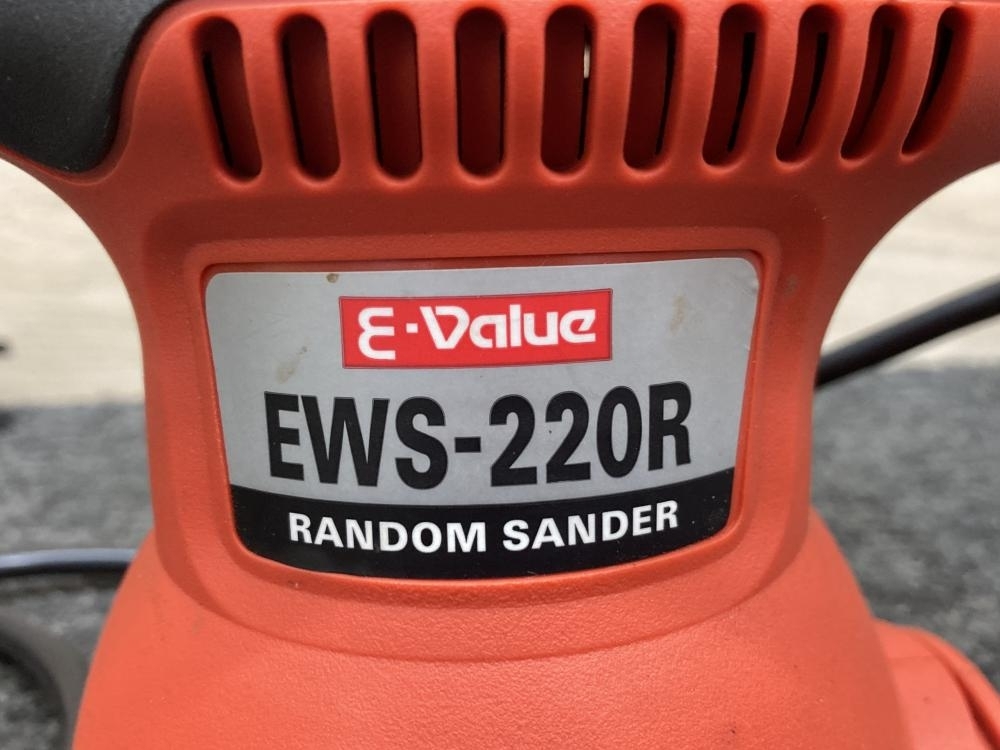 E-Value
EWS-220R
RANDOM SANDER